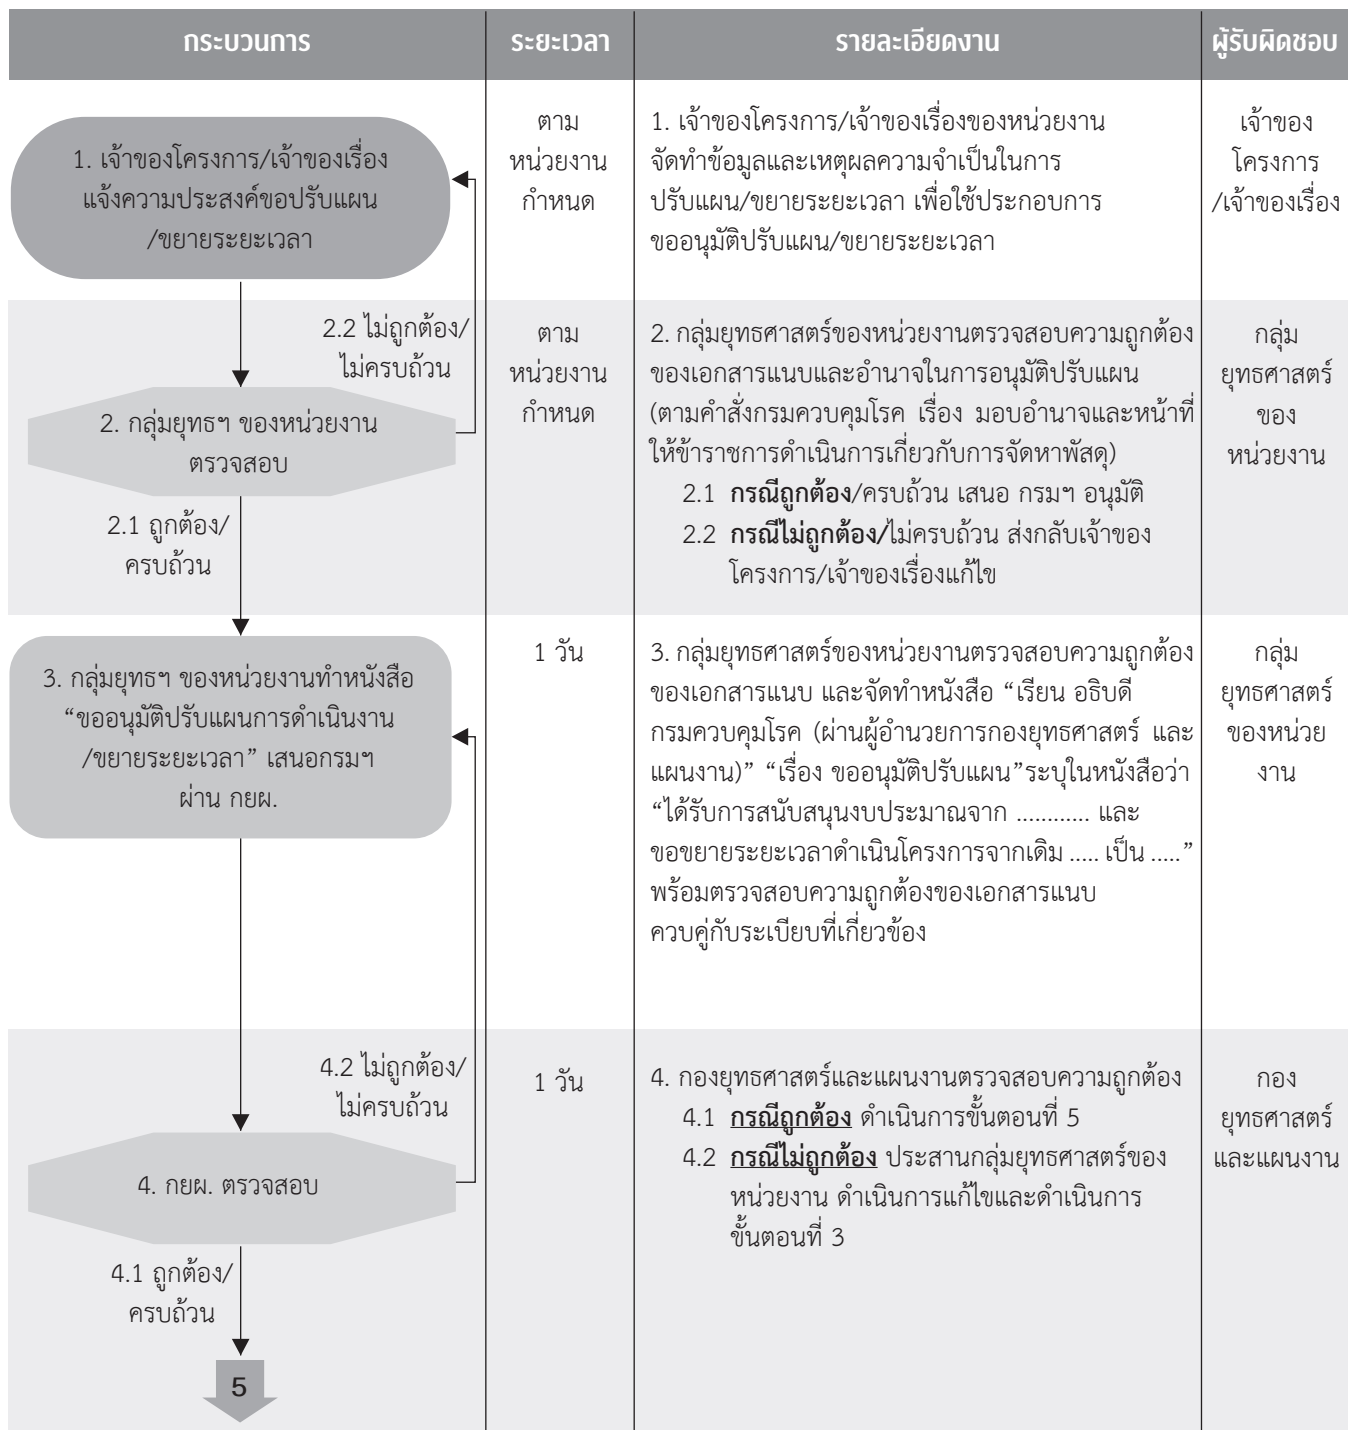 กระบวนการ
ระยะเวลา
รายละเอียดงาน
ผู้รับผิดชอบ
1. เจ้าของโครงการ/เจ้าของเรื่อง
แจ้งความประสงค์ขอปรับแผน
/ขยายระยะเวลา
ตาม
หน่วยงาน
กำหนด
1. เจ้าของโครงการ/เจ้าของเรื่องของหน่วยงาน
จัดทำข้อมูลและเหตุผลความจำเป็นในการ
ปรับแผน/ขยายระยะเวลา เพื่อใช้ประกอบการ
ขออนุมัติปรับแผน/ขยายระยะเวลา
เจ้าของ
โครงการ
/เจ้าของเรื่อง
2.2 ไม่ถูกต้อง/
ไม่ครบถ้วน
2. กลุ่มยุทธฯ ของหน่วยงาน
ตรวจสอบ
2.1 ถูกต้อง/
ครบถ้วน
ตาม
หน่วยงาน
กำหนด
2. กลุ่มยุทธศาสตร์ของหน่วยงานตรวจสอบความถูกต้อง
ของเอกสารแนบและอำนาจในการอนุมัติปรับแผน
(ตามคำสั่งกรมควบคุมโรค เรื่อง มอบอำนาจและหน้าที่
ให้ข้าราชการดำเนินการเกี่ยวกับการจัดหาพัสดุ)
2.1 กรณีถูกต้อง/ครบถ้วน เสนอ กรมฯ อนุมัติ
2.2 กรณีไม่ถูกต้อง/ไม่ครบถ้วน ส่งกลับเจ้าของ
โครงการ/เจ้าของเรื่องแก้ไข
กลุ่ม
ยุทธศาสตร์
ของ
หน่วยงาน
3. กลุ่มยุทธฯ ของหน่วยงานทำหนังสือ
“ขออนุมัติปรับแผนการดำเนินงาน
/ขยายระยะเวลา” เสนอกรมฯ
ผ่าน กยผ.
1 วัน
3. กลุ่มยุทธศาสตร์ของหน่วยงานตรวจสอบความถูกต้อง
ของเอกสารแนบ และจัดทำหนังสือ “เรียน อธิบดี
กรมควบคุมโรค (ผ่านผู้อำนวยการกองยุทธศาสตร์ และ
แผนงาน)” “เรื่อง ขออนุมัติปรับแผน”ระบุในหนังสือว่า
“ได้รับการสนับสนุนงบประมาณจาก ............ และ
ขอขยายระยะเวลาดำเนินโครงการจากเดิม ..... เป็น .....”
พร้อมตรวจสอบความถูกต้องของเอกสารแนบ
ควบคู่กับระเบียบที่เกี่ยวข้อง
กลุ่ม
ยุทธศาสตร์
ของหน่วย
งาน
4.2 ไม่ถูกต้อง/
ไม่ครบถ้วน
4. กยผ. ตรวจสอบ
4.1 ถูกต้อง/
ครบถ้วน
5
1 วัน
4. กองยุทธศาสตร์และแผนงานตรวจสอบความถูกต้อง
4.1 กรณีถูกต้อง ดำเนินการขั้นตอนที่ 5
4.2 กรณีไม่ถูกต้อง ประสานกลุ่มยุทธศาสตร์ของ
หน่วยงาน ดำเนินการแก้ไขและดำเนินการ
ขั้นตอนที่ 3
กอง
ยุทธศาสตร์
และแผนงาน